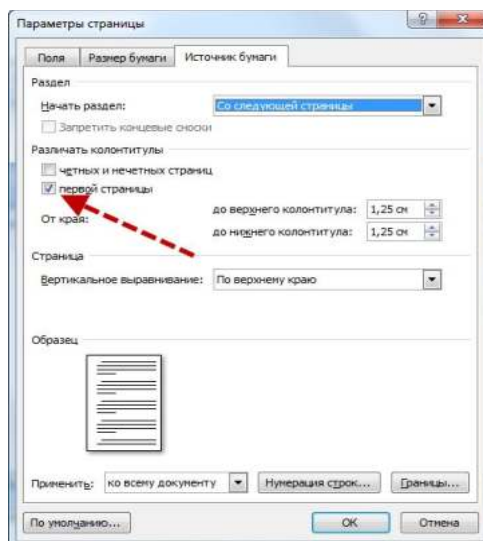 Параметры страницы
Поля Размер бумаги Источник бумаги
Раздел
Начать раздел: Со следующей страницы
Запретить концевые сноски
Различать колонтитулы
четных и нечетных страниц
первой страницы
От края: до верхнего колонтитула: 1,25 см
до нижнего колонтитула: 1,25 см
Страница
Вертикальное выравнивание: По верхнему краю
Образец
Применить: ко всему документу Нумерация строк... Границы...
По умолчанию... ОК Отмена